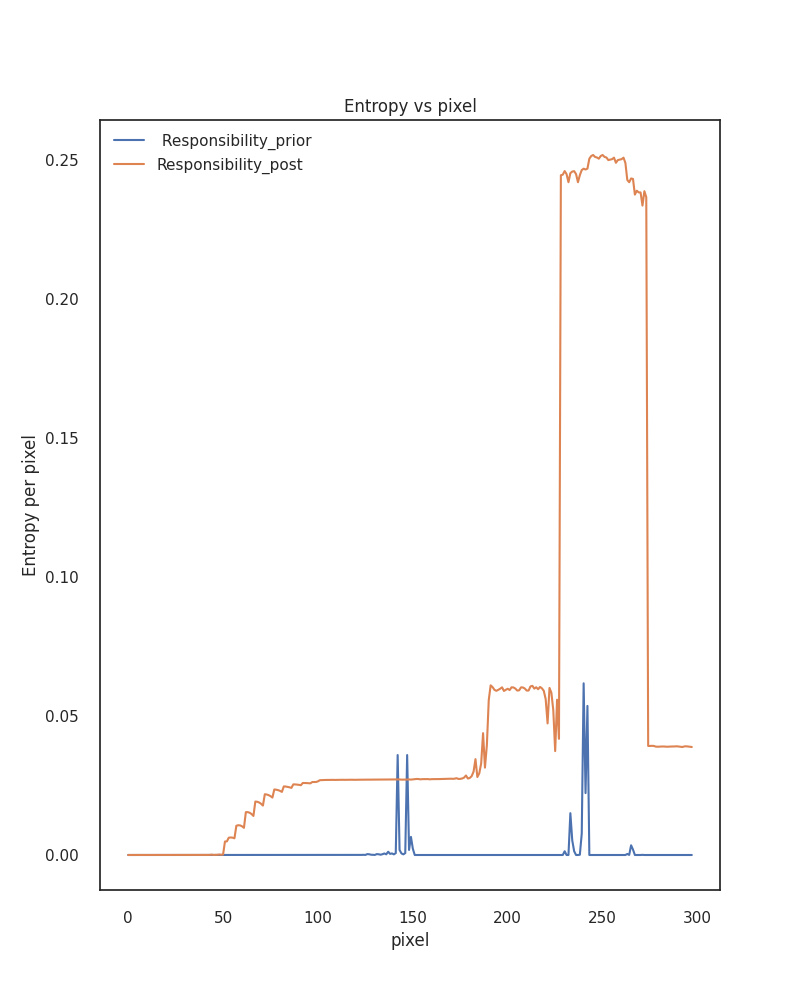 Entropy vs pixel
Responsibility_prior
Responsibility_post
Entropy per pixel
0.25
0.20
0.15
0.10
0.05
0.00
0 50 100 150 200 250 300
pixel